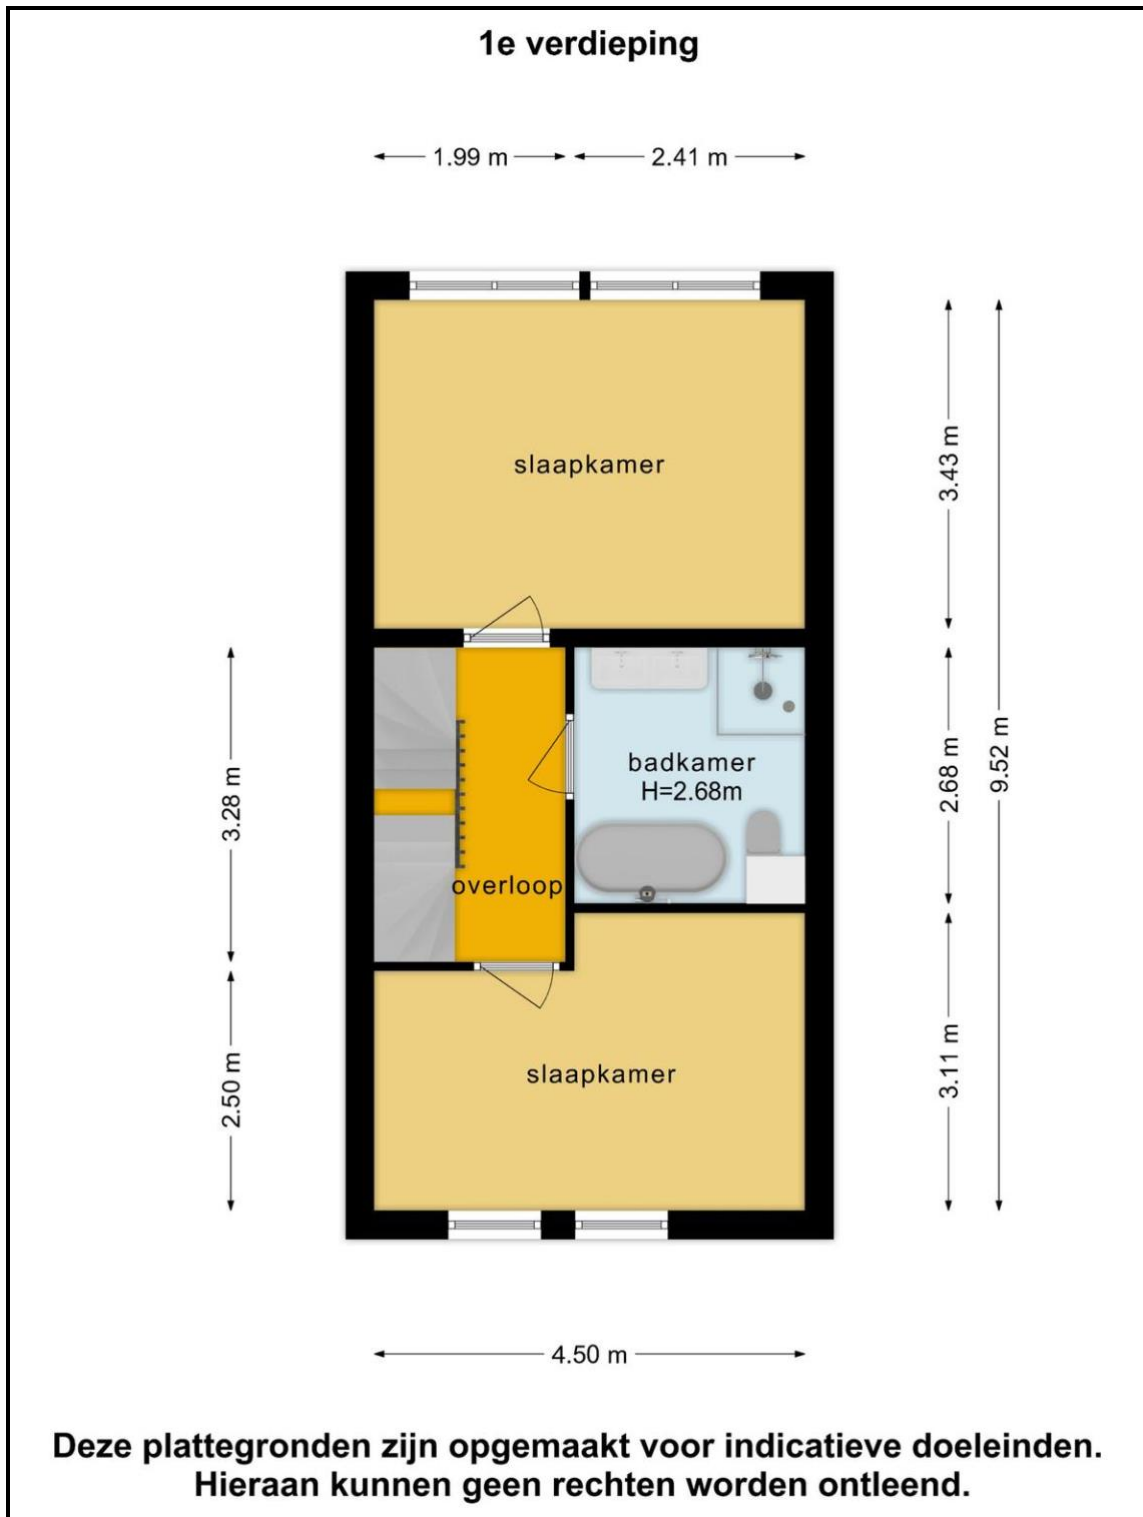 1e verdieping
1.99 m
2.41 m
slaapkamer
3.43 m
9.52 m
3.28 m
badkamer
H=2.68m
2.68 m
overloop
2.50 m
slaapkamer
3.11 m
4.50 m
Deze plattegronden zijn opgemaakt voor indicatieve doeleinden.
Hieraan kunnen geen rechten worden ontleend.